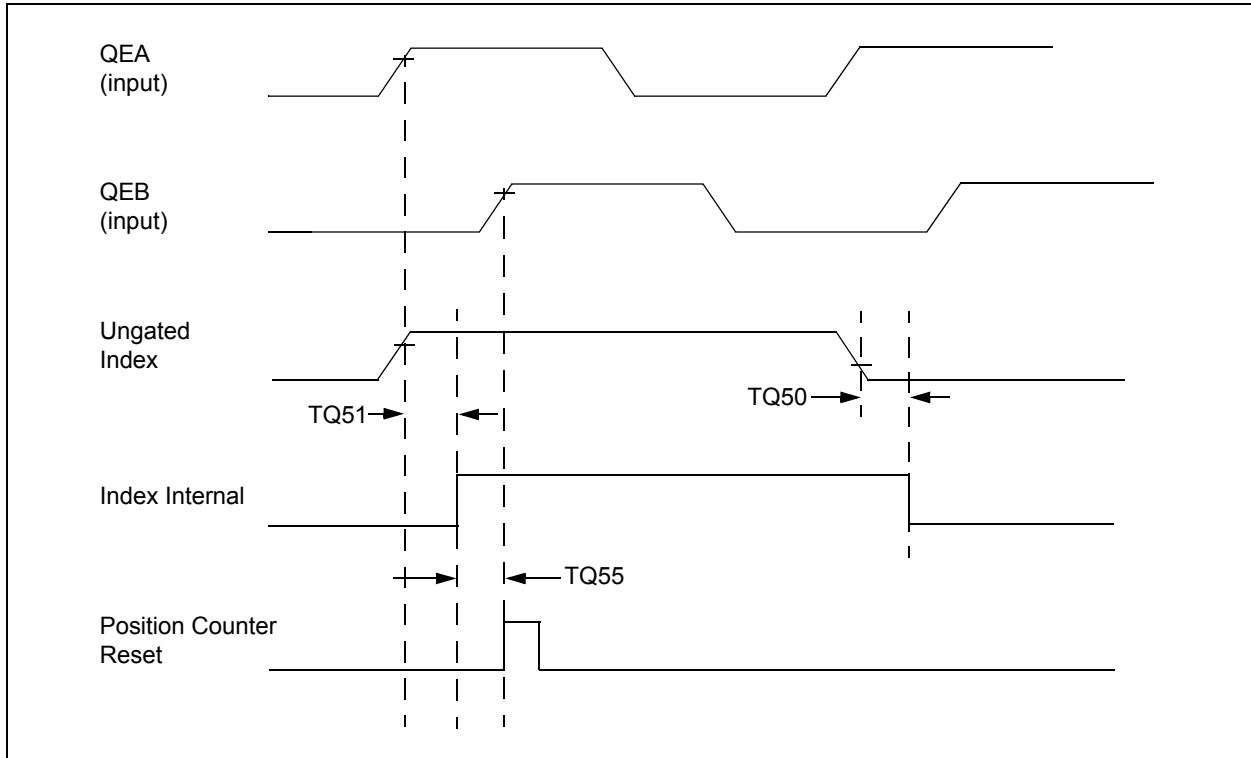 QEA
(input)
QEB
(input)
Ungated
Index
TQ51
TQ50
Index Internal
TQ55
Position Counter
Reset